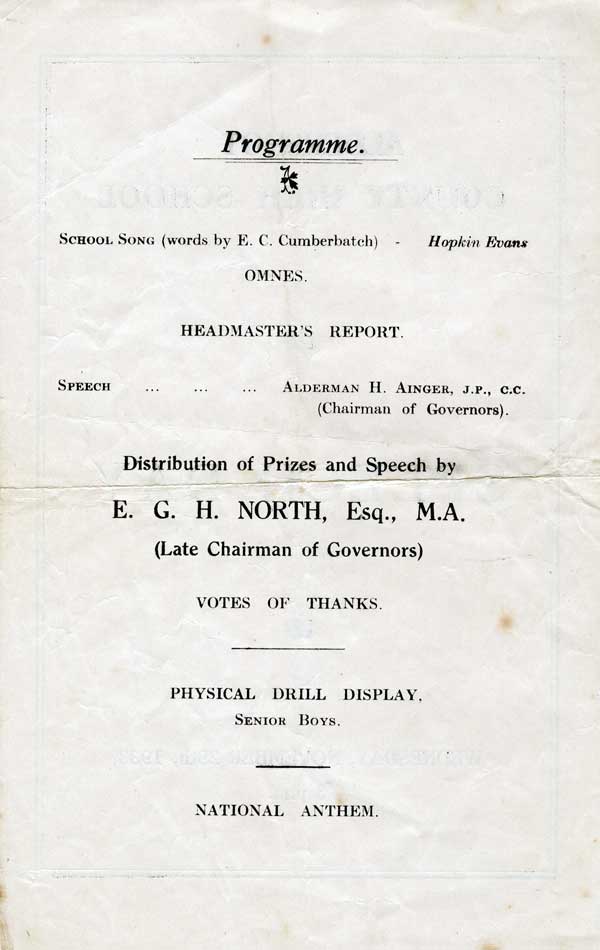 Programme.
SCHOOL SONG (words by E. C. Cumberbatch) - Hopkin Evans
OMNES.
HEADMASTER'S REPORT.
SPEECH ... ... ... ALDERMAN H. AINGER, J.P., C.C.
(Chairman of Governors).
Distribution of Prizes and Speech by
E. G. H. NORTH, Esq., M.A.
(Late Chairman of Governors)
VOTES OF THANKS.
PHYSICAL DRILL DISPLAY,
SENIOR BOYS.
NATIONAL ANTHEM.